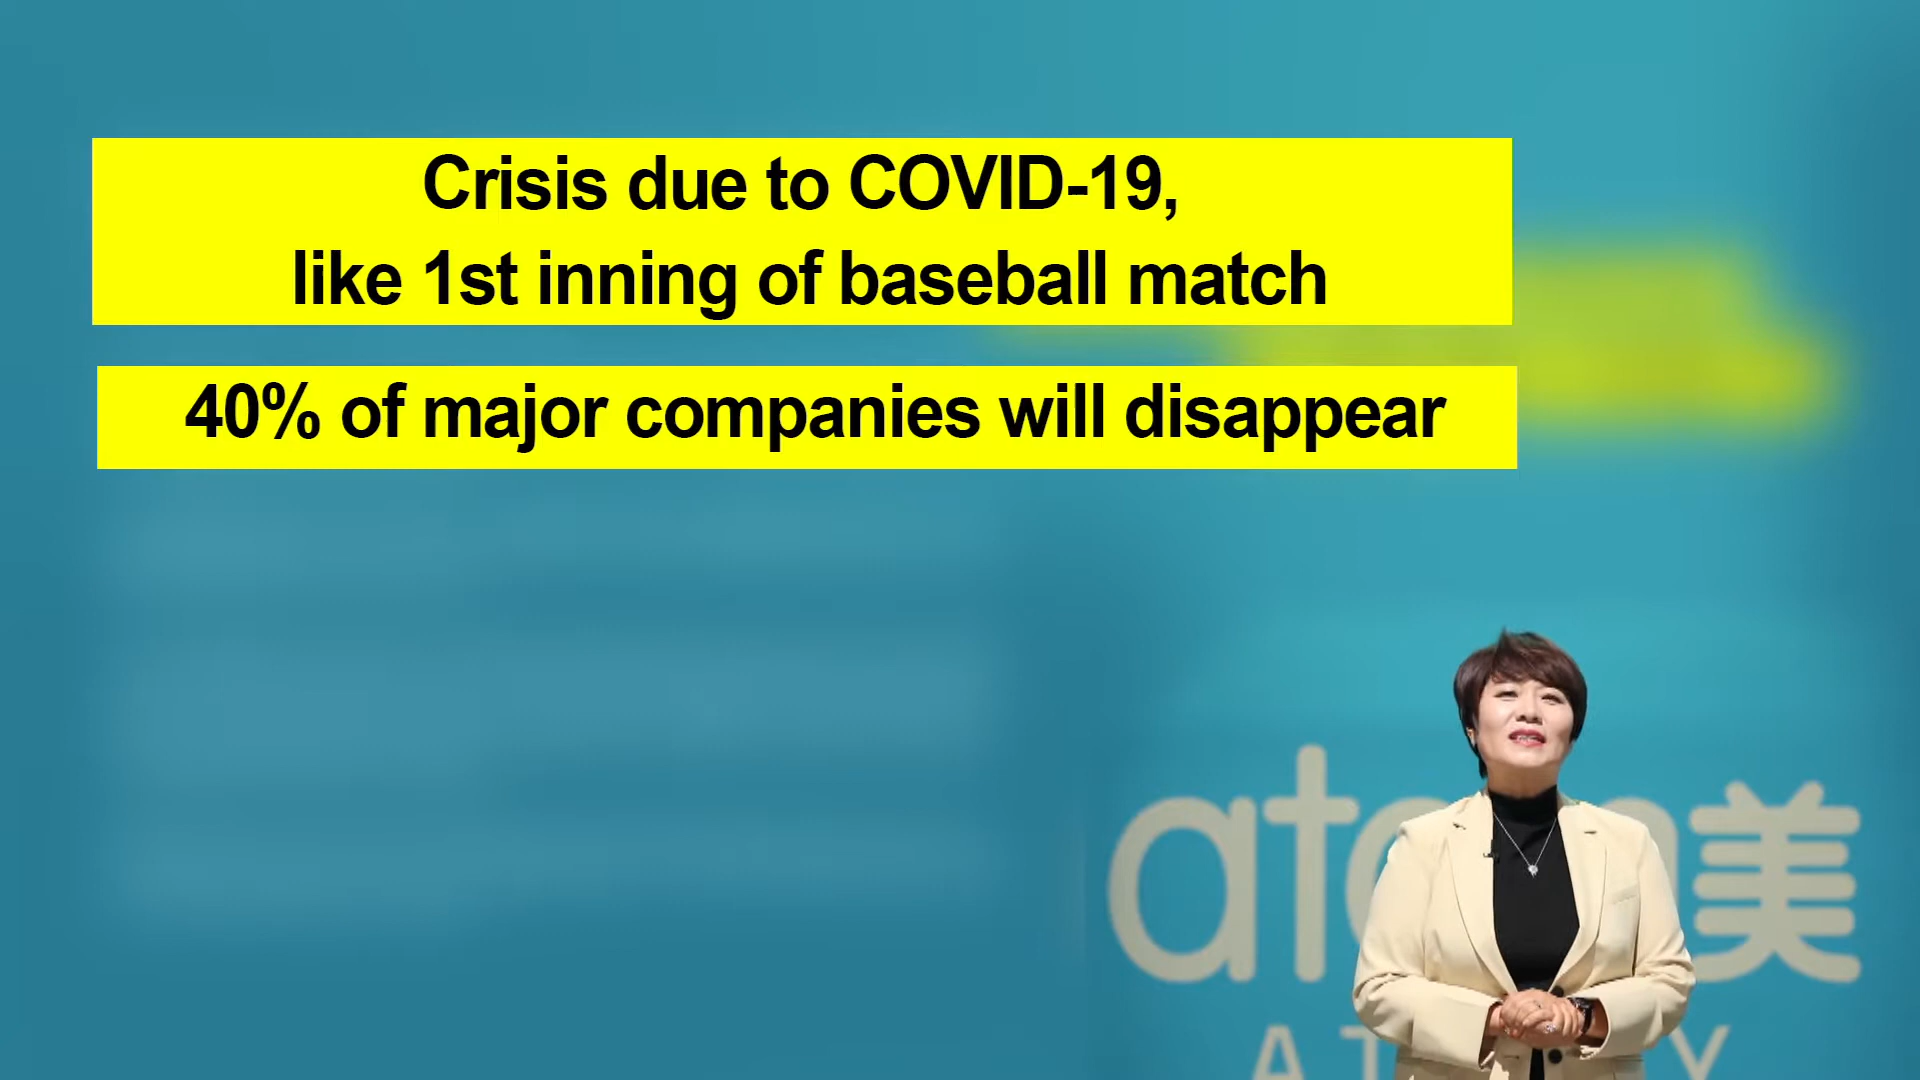 Crisis due to COVID-19,
like 1st inning of baseball match
40% of major companies will disappear
美